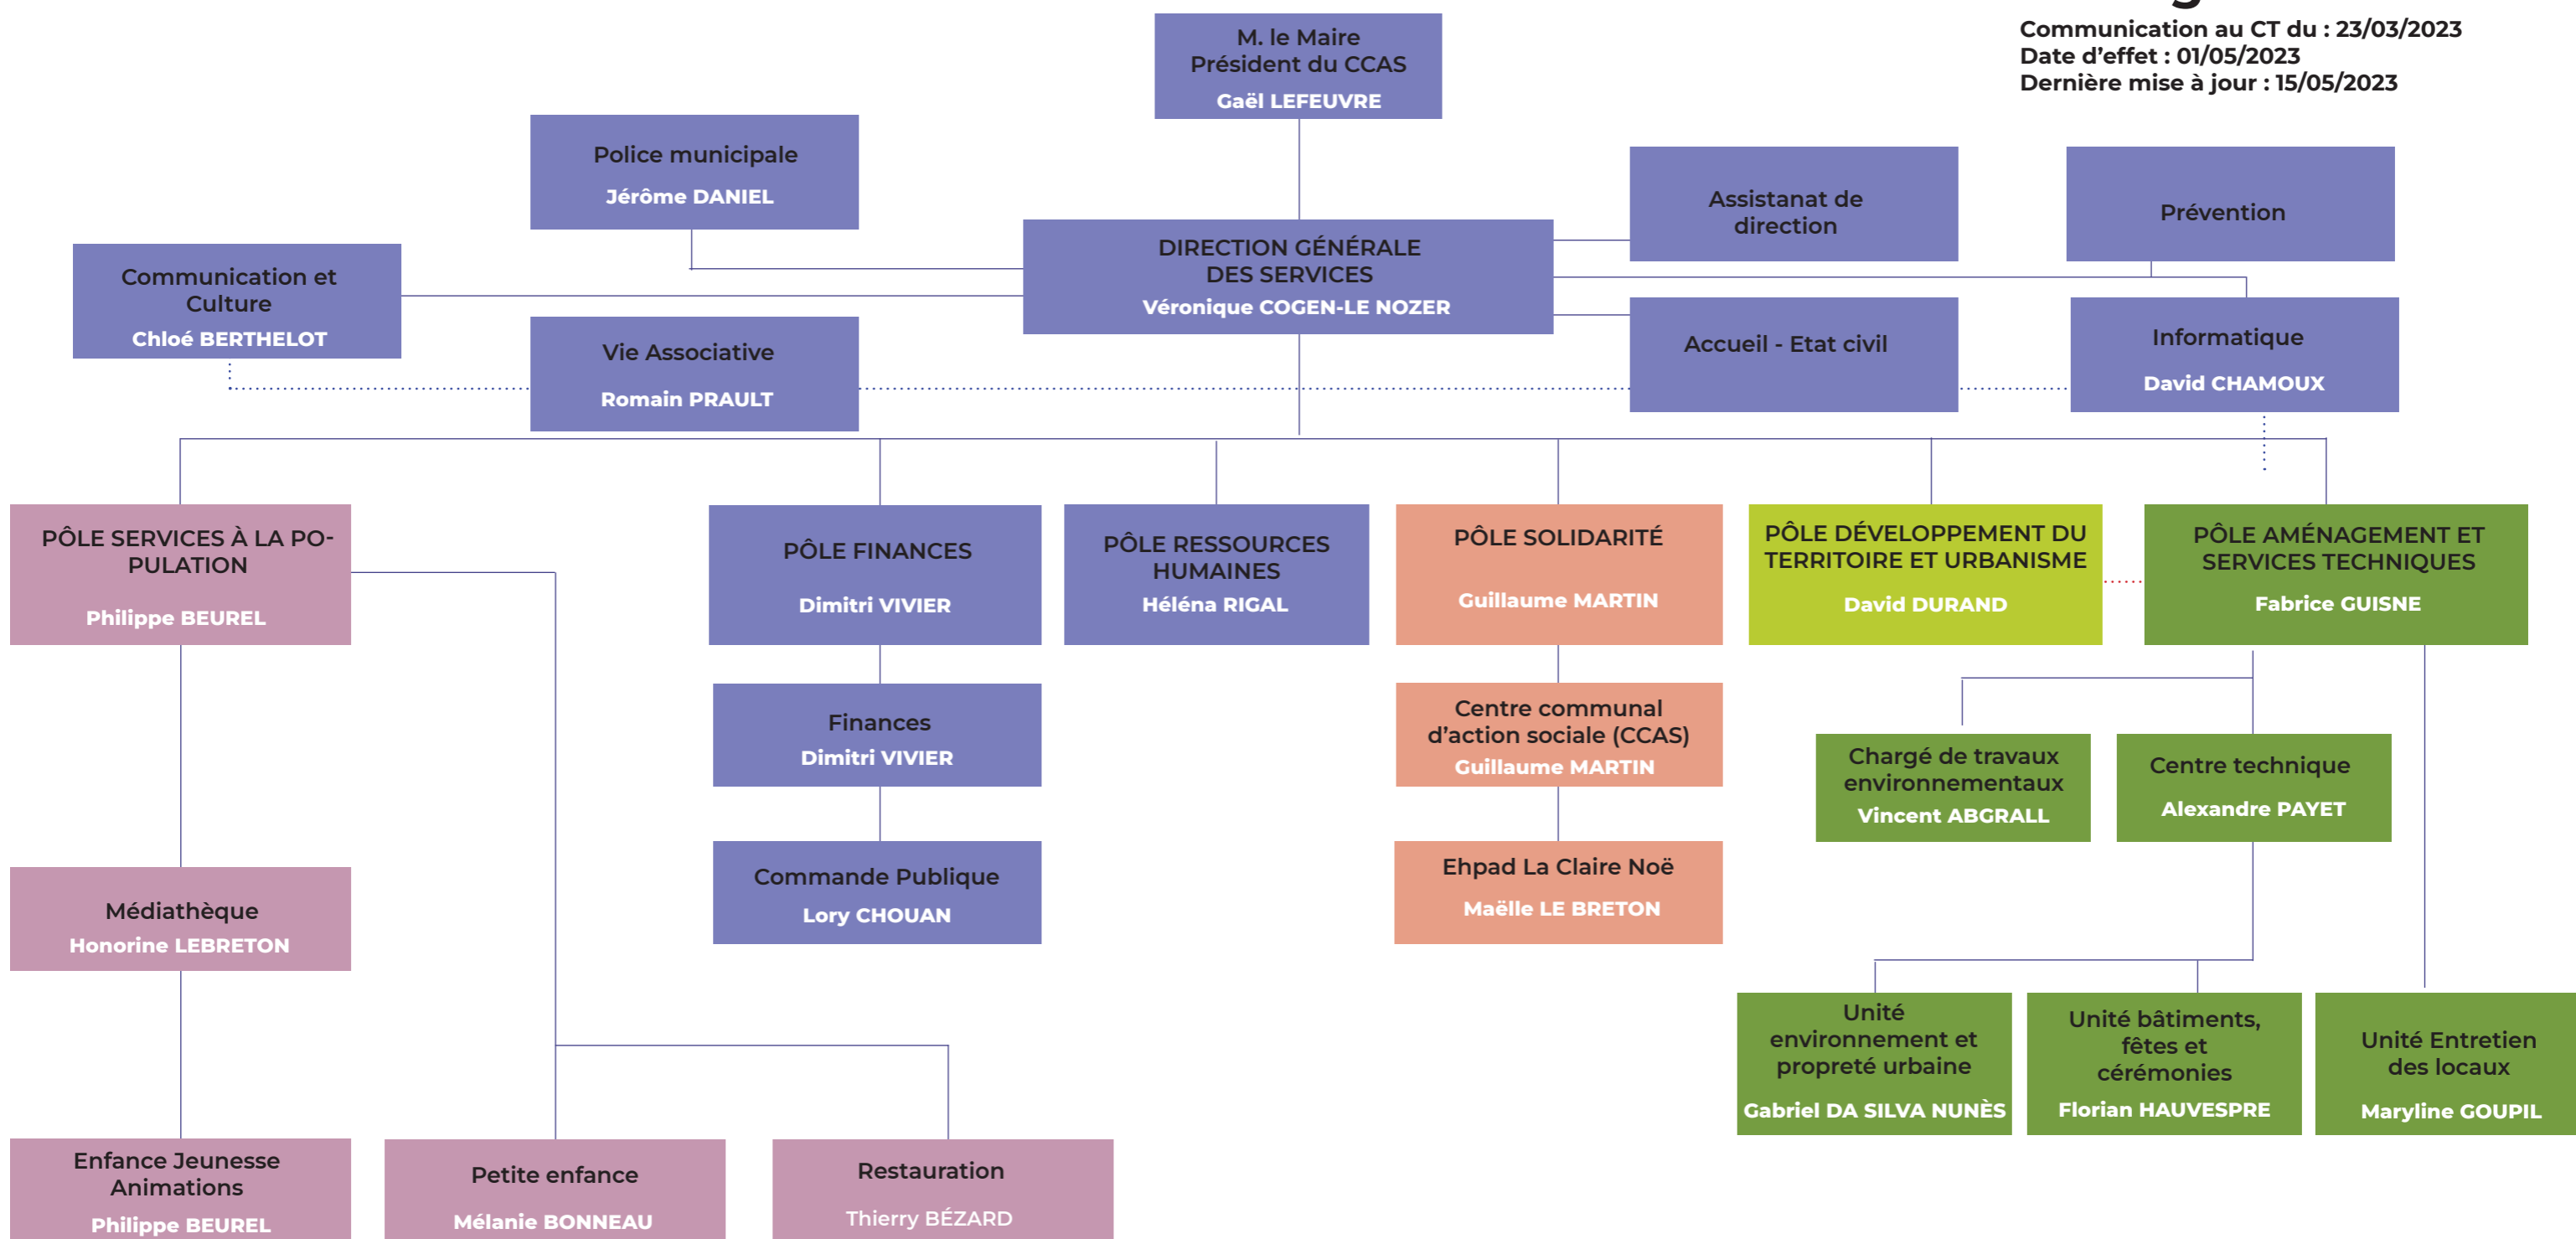 Communication au CT du : 23/03/2023
Date d'effet : 01/05/2023
Dernière mise à jour : 15/05/2023
M. le Maire
Président du CCAS
Gaël LEFEUVRE
Police municipale
Jérôme DANIEL
Assistanat de
direction
Prévention
DIRECTION GÉNÉRALE
DES SERVICES
Véronique COGEN-LE NOZER
Communication et
Culture
Chloé BERTHELOT
Vie Associative
Romain PRAULT
Accueil - Etat civil
Informatique
David CHAMOUX
PÔLE SERVICES À LA PO-
PULATION
Philippe BEUREL
PÔLE FINANCES
Dimitri VIVIER
PÔLE RESSOURCES
HUMAINES
Héléna RIGAL
PÔLE SOLIDARITÉ
Guillaume MARTIN
PÔLE DÉVELOPPEMENT DU
TERRITOIRE ET URBANISME
David DURAND
PÔLE AMÉNAGEMENT ET
SERVICES TECHNIQUES
Fabrice GUISNE
Finances
Dimitri VIVIER
Centre communal
d'action sociale (CCAS)
Guillaume MARTIN
Chargé de travaux
environnementaux
Vincent ABGRALL
Centre technique
Alexandre PAYET
Commande Publique
Lory CHOUAN
Ehpad La Claire Noë
Maëlle LE BRETON
Médiathèque
Honorine LEBRETON
Unité
environnement et
propreté urbaine
Gabriel DA SILVA NUNÈS
Unité bâtiments,
fêtes et
cérémonies
Florian HAUVESPRE
Unité Entretien
des locaux
Maryline GOUPIL
Enfance Jeunesse
Animations
Philippe BEUREL
Petite enfance
Mélanie BONNEAU
Restauration
Thierry BÉZARD